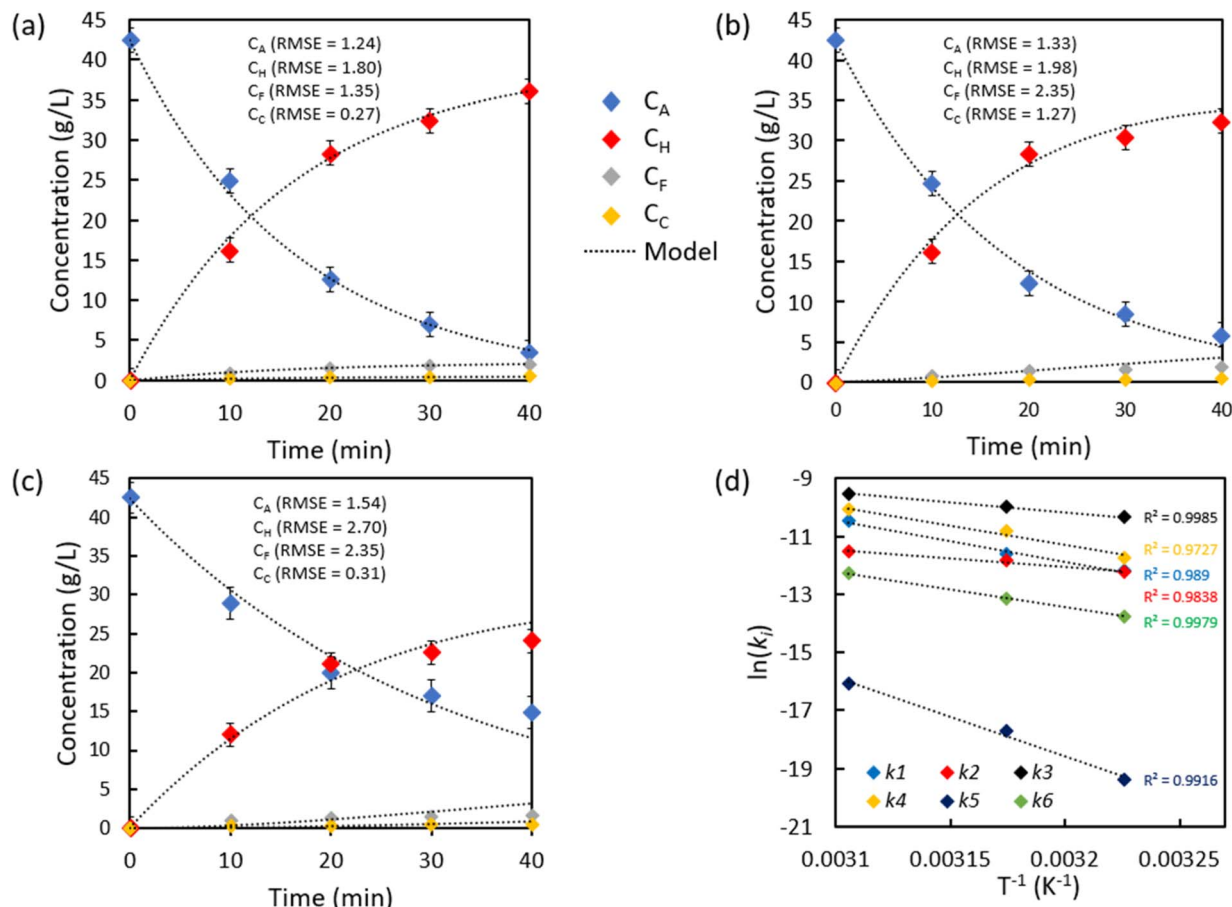 (a)
Concentration (g/L)
45
40
35
30
25
20
15
10
5
0
C_A (RMSE = 1.24)
C_H (RMSE = 1.80)
C_F (RMSE = 1.35)
C_C (RMSE = 0.27)
0 10 20 30 40
Time (min)
C_A
C_H
C_F
C_C
Model
(b)
Concentration (g/L)
45
40
35
30
25
20
15
10
5
0
C_A (RMSE = 1.33)
C_H (RMSE = 1.98)
C_F (RMSE = 2.35)
C_C (RMSE = 1.27)
0 10 20 30 40
Time (min)
(c)
Concentration (g/L)
45
40
35
30
25
20
15
10
5
0
C_A (RMSE = 1.54)
C_H (RMSE = 2.70)
C_F (RMSE = 2.35)
C_C (RMSE = 0.31)
0 10 20 30 40
Time (min)
(d)
ln(k_i)
-9
-11
-13
-15
-17
-19
-21
R² = 0.9985
R² = 0.9727
R² = 0.989
R² = 0.9838
R² = 0.9979
R² = 0.9916
k1 k2 k3
k4 k5 k6
0.0031 0.00315 0.0032 0.00325
T⁻¹ (K⁻¹)